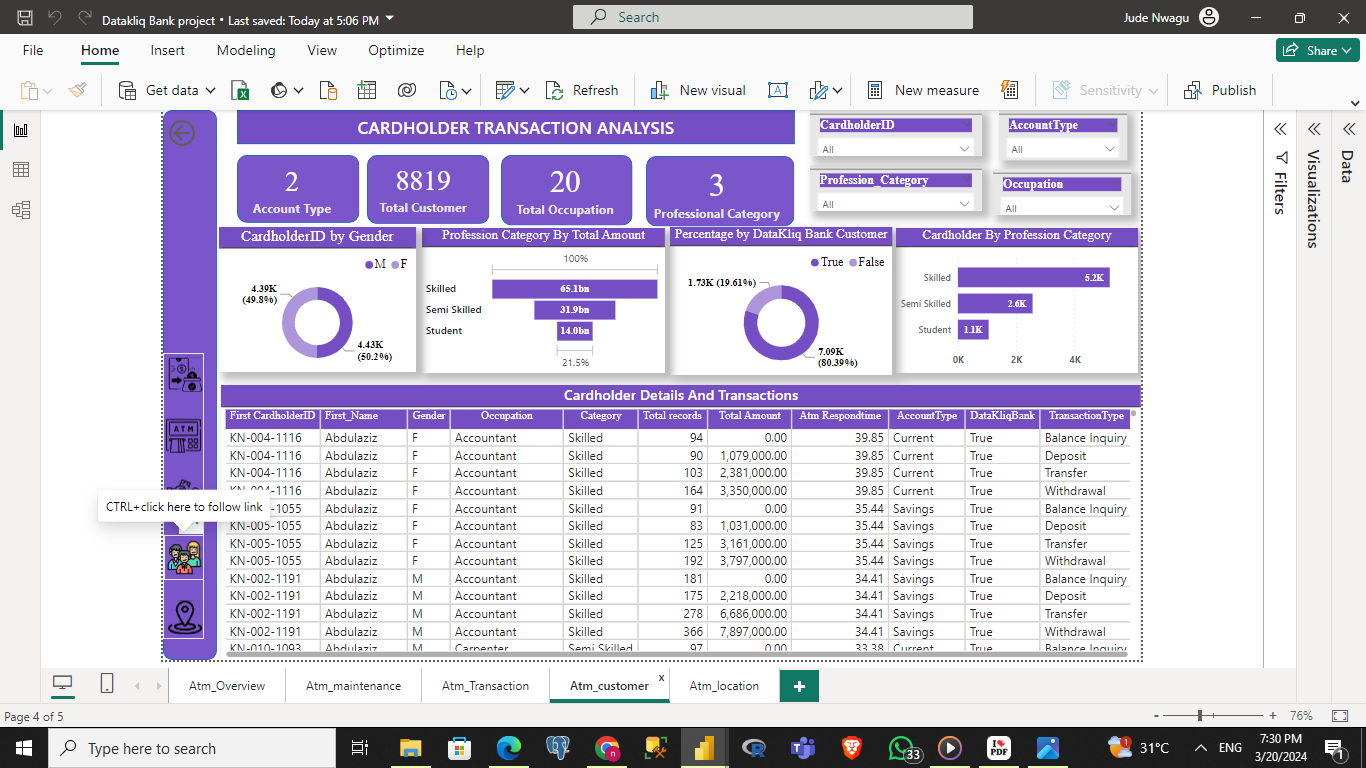 Datakliq Bank project • Last saved: Today at 5:06 PM
Search
Jude Nwagu
File Home Insert Modeling View Optimize Help
Share
Get data
Refresh
New visual
New measure
Sensitivity
Publish
CARDHOLDER TRANSACTION ANALYSIS
CardholderID
All
AccountType
All
Profession_Category
All
Occupation
All
2
Account Type
8819
Total Customer
20
Total Occupation
3
Professional Category
CardholderID by Gender
M F
4.39K
(49.8%)
4.43K
(50.2%)
Profession Category By Total Amount
100%
Skilled 65.1bn
Semi Skilled 31.9bn
Student 14.0bn
21.5%
Percentage by DataKliq Bank Customer
True False
1.73K (19.61%)
7.09K
(80.39%)
Cardholder By Profession Category
Skilled 5.2K
Semi Skilled 2.6K
Student 1.1K
0K 2K 4K
Filters
Visualizations
Data
Cardholder Details And Transactions
First CardholderID First_Name Gender Occupation Category Total records Total Amount Atm Respondtime AccountType DataKliqBank TransactionType
KN-004-1116 Abdulaziz F Accountant Skilled 94 0.00 39.85 Current True Balance Inquiry
KN-004-1116 Abdulaziz F Accountant Skilled 90 1,079,000.00 39.85 Current True Deposit
KN-004-1116 Abdulaziz F Accountant Skilled 103 2,381,000.00 39.85 Current True Transfer
KN-004-1116 Abdulaziz F Accountant Skilled 164 3,350,000.00 39.85 Current True Withdrawal
-1055 Abdulaziz F Accountant Skilled 91 0.00 35.44 Savings True Balance Inquiry
KN-005-1055 Abdulaziz F Accountant Skilled 83 1,031,000.00 35.44 Savings True Deposit
KN-005-1055 Abdulaziz F Accountant Skilled 125 3,161,000.00 35.44 Savings True Transfer
KN-005-1055 Abdulaziz F Accountant Skilled 192 3,797,000.00 35.44 Savings True Withdrawal
KN-002-1191 Abdulaziz M Accountant Skilled 181 0.00 34.41 Savings True Balance Inquiry
KN-002-1191 Abdulaziz M Accountant Skilled 175 2,218,000.00 34.41 Savings True Deposit
KN-002-1191 Abdulaziz M Accountant Skilled 278 6,686,000.00 34.41 Savings True Transfer
KN-002-1191 Abdulaziz M Accountant Skilled 366 7,897,000.00 34.41 Savings True Withdrawal
KN-010-1093 Abdulaziz M Carpenter Semi Skilled 97 0.00 33.38 Current True Balance Inquiry
ATM
CTRL+click here to follow link
Atm_Overview Atm_maintenance Atm_Transaction Atm_customer x Atm_location +
Page 4 of 5
- + 76%
Type here to search
33
I
PDF
1
31°C
ENG
7:30 PM
3/20/2024
1